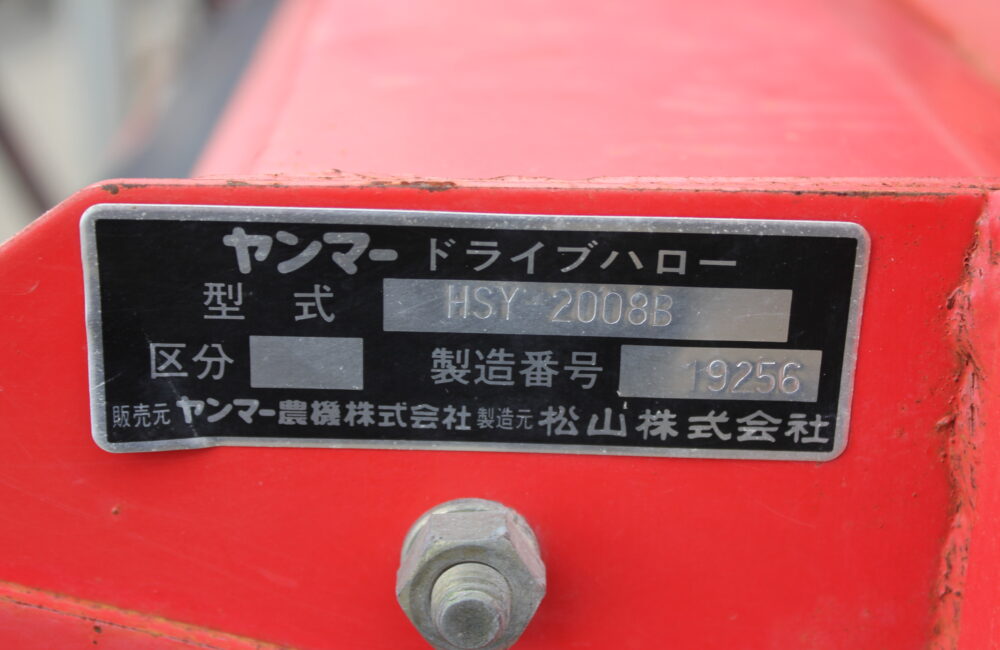 ヤンマー ドライブハロー
型 式 HSY 2008B
区分 製造番号 19256
販売元 ヤンマー農機株式会社 製造元 松山株式会社